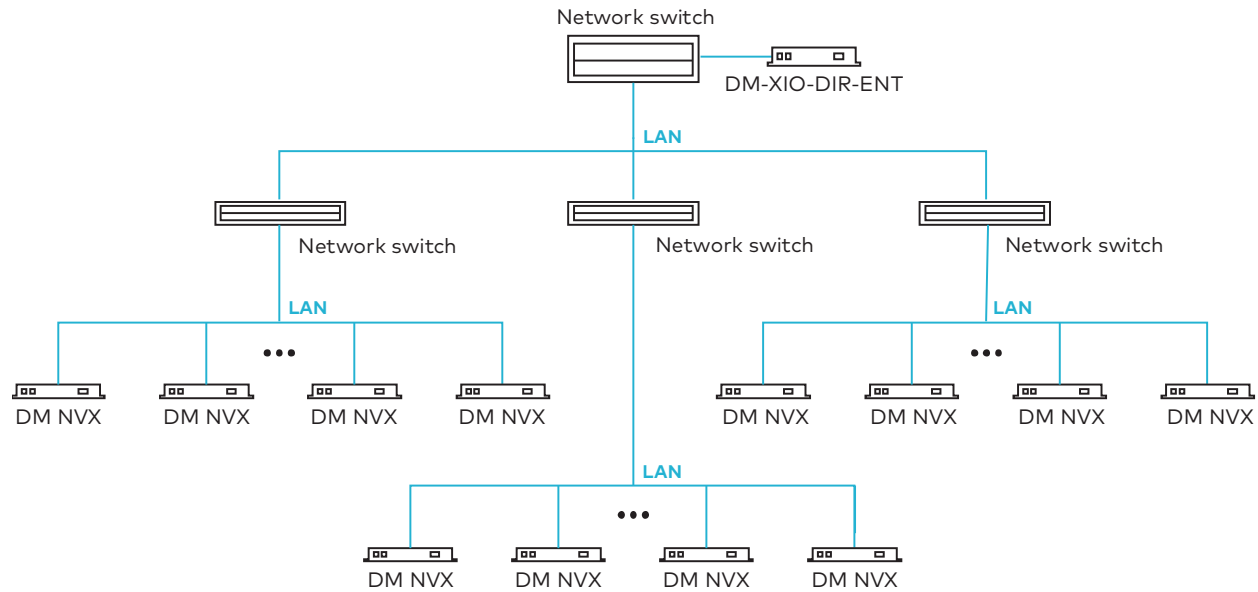 Network switch
DM-XIO-DIR-ENT
LAN
Network switch
Network switch
Network switch
LAN
LAN
•••
•••
DM NVX
DM NVX
DM NVX
DM NVX
DM NVX
DM NVX
DM NVX
DM NVX
LAN
•••
DM NVX
DM NVX
DM NVX
DM NVX